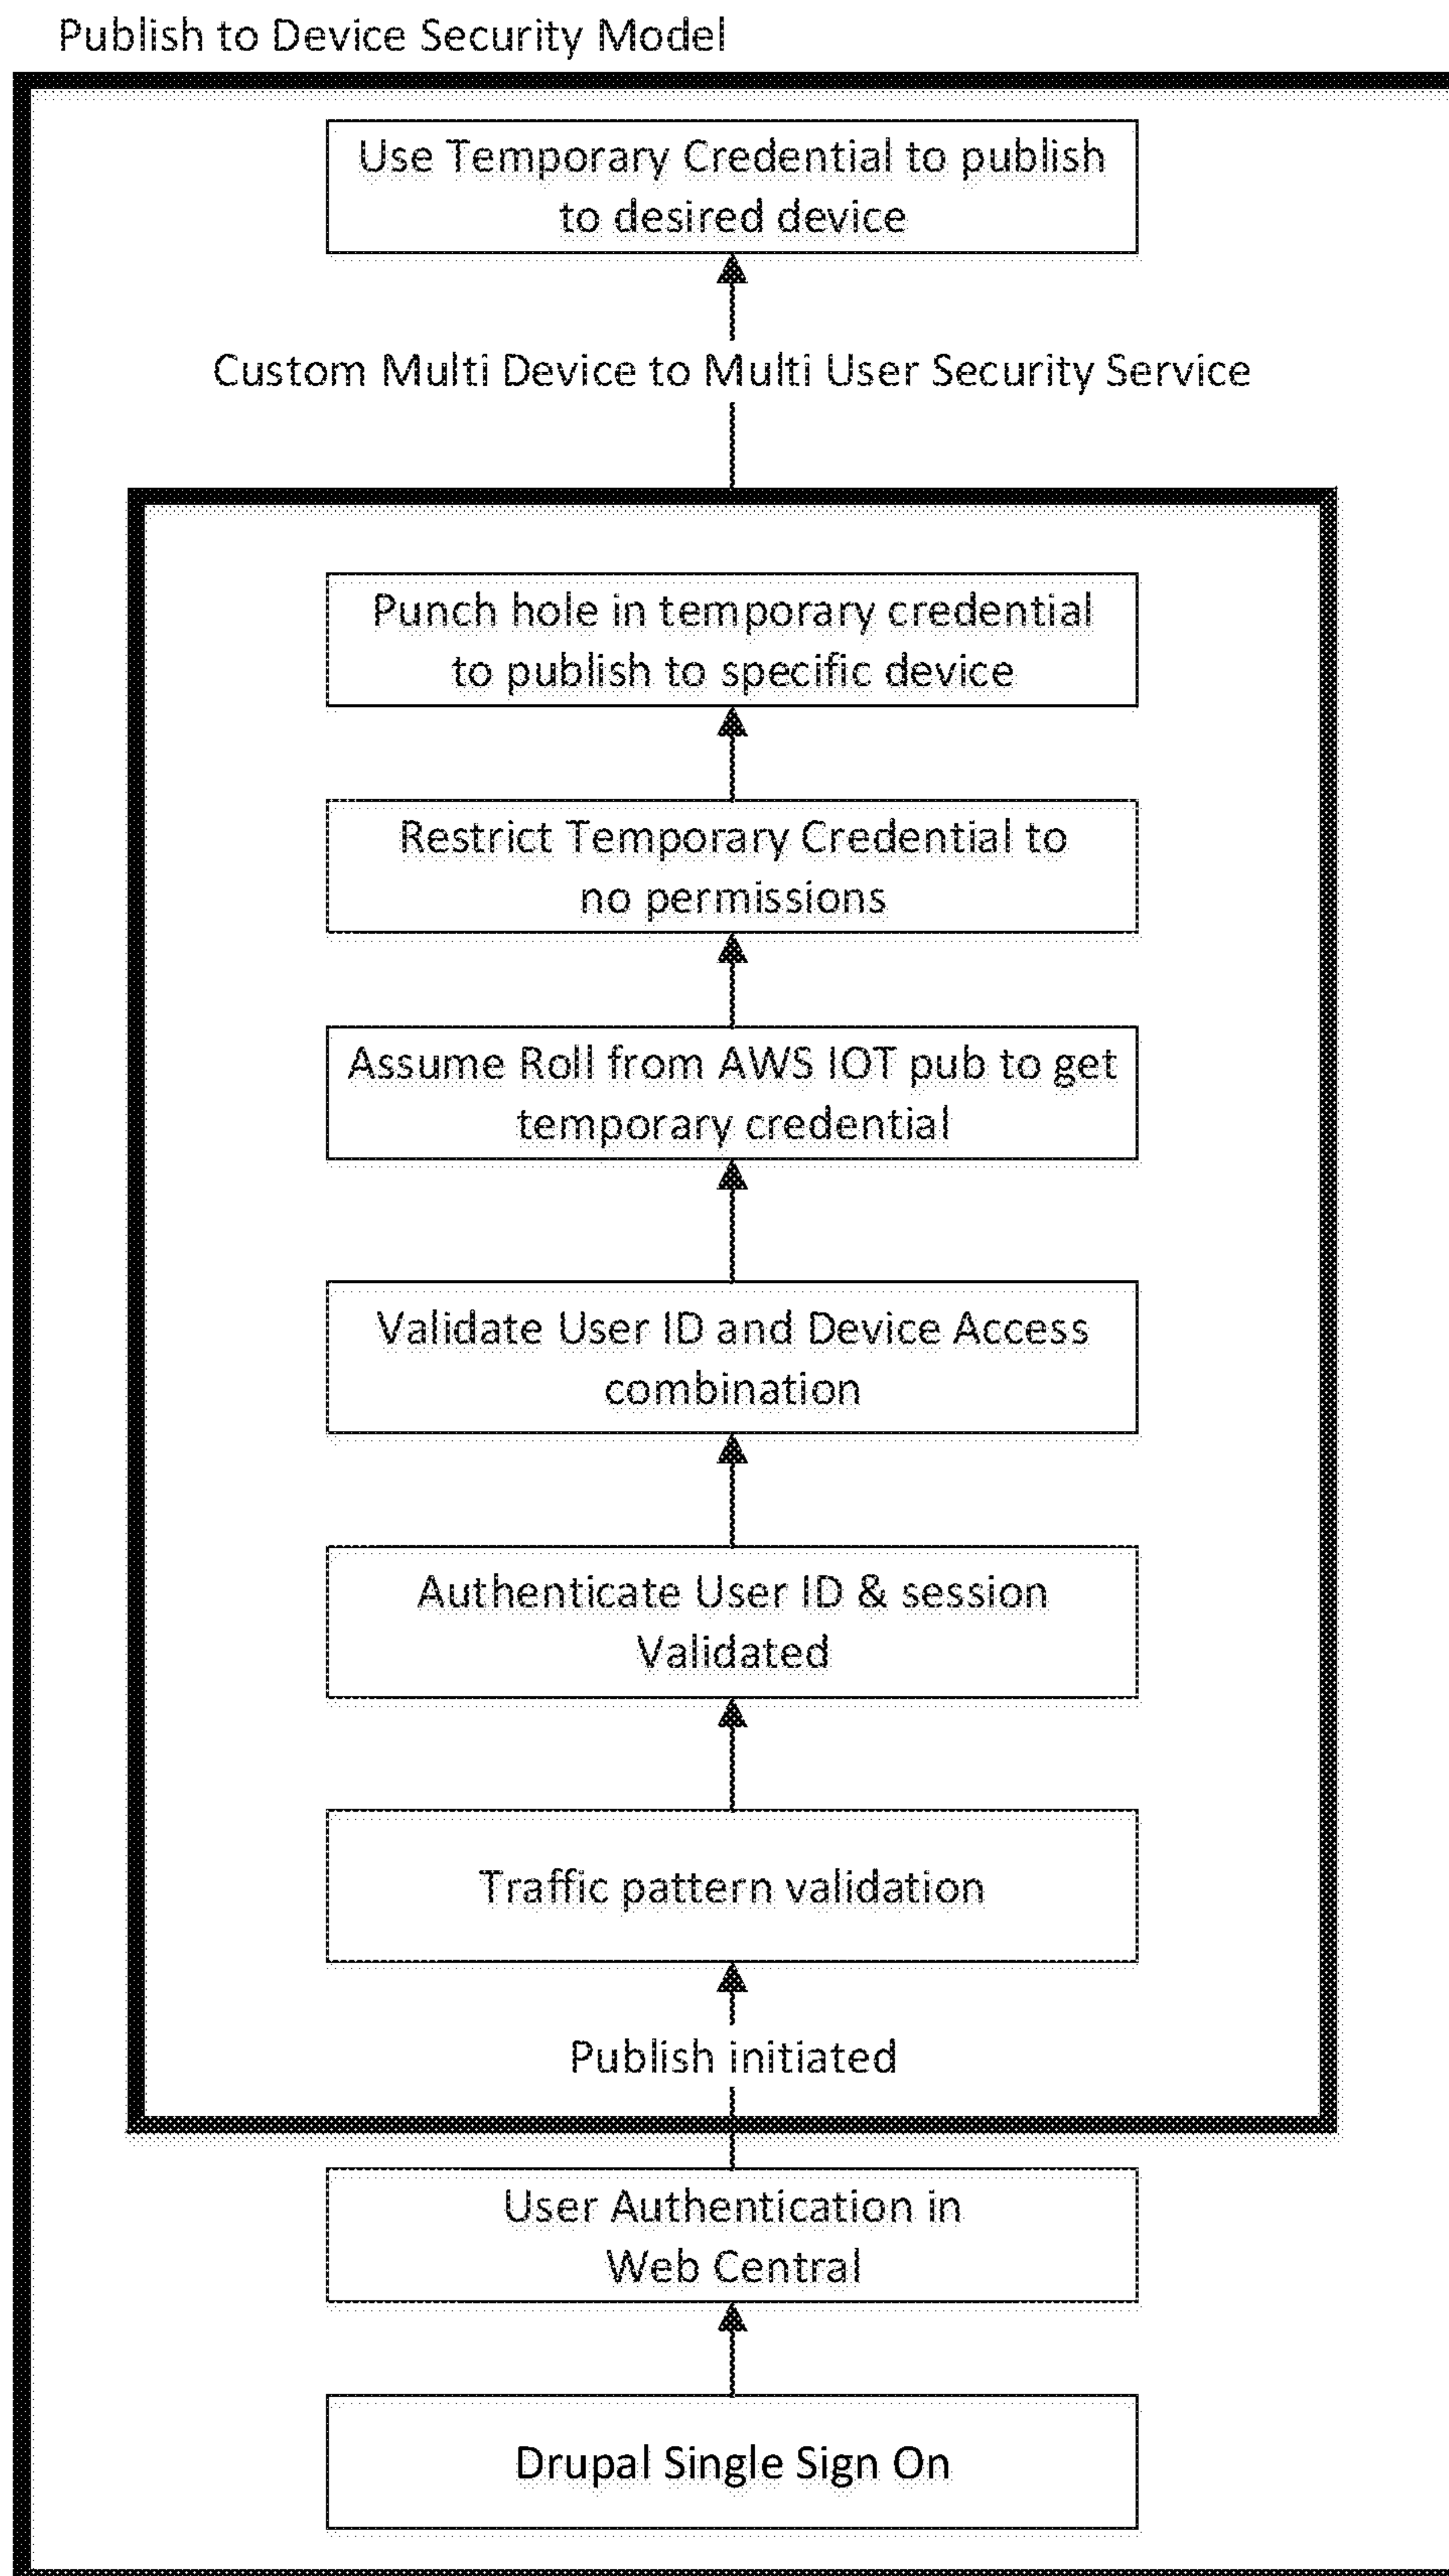 Publish to Device Security Model
Use Temporary Credential to publish
to desired device
Custom Multi Device to Multi User Security Service
Punch hole in temporary credential
to publish to specific device
Restrict Temporary Credential to
no permissions
Assume Roll from AWS IOT pub to get
temporary credential
Validate User ID and Device Access
combination
Authenticate User ID & session
Validated
Traffic pattern validation
Publish initiated
User Authentication in
Web Central
Drupal Single Sign On